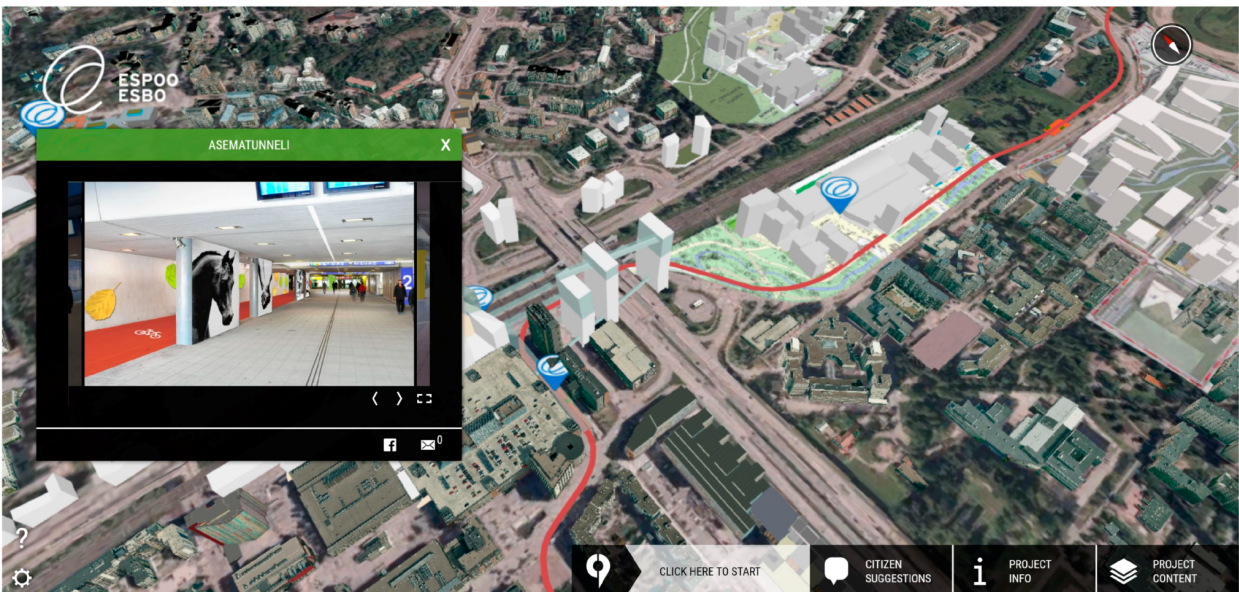 ESPOO
ESBO
ASEMATUNNELI
X
2
0
?
CLICK HERE TO START
CITIZEN
SUGGESTIONS
i
PROJECT
INFO
PROJECT
CONTENT